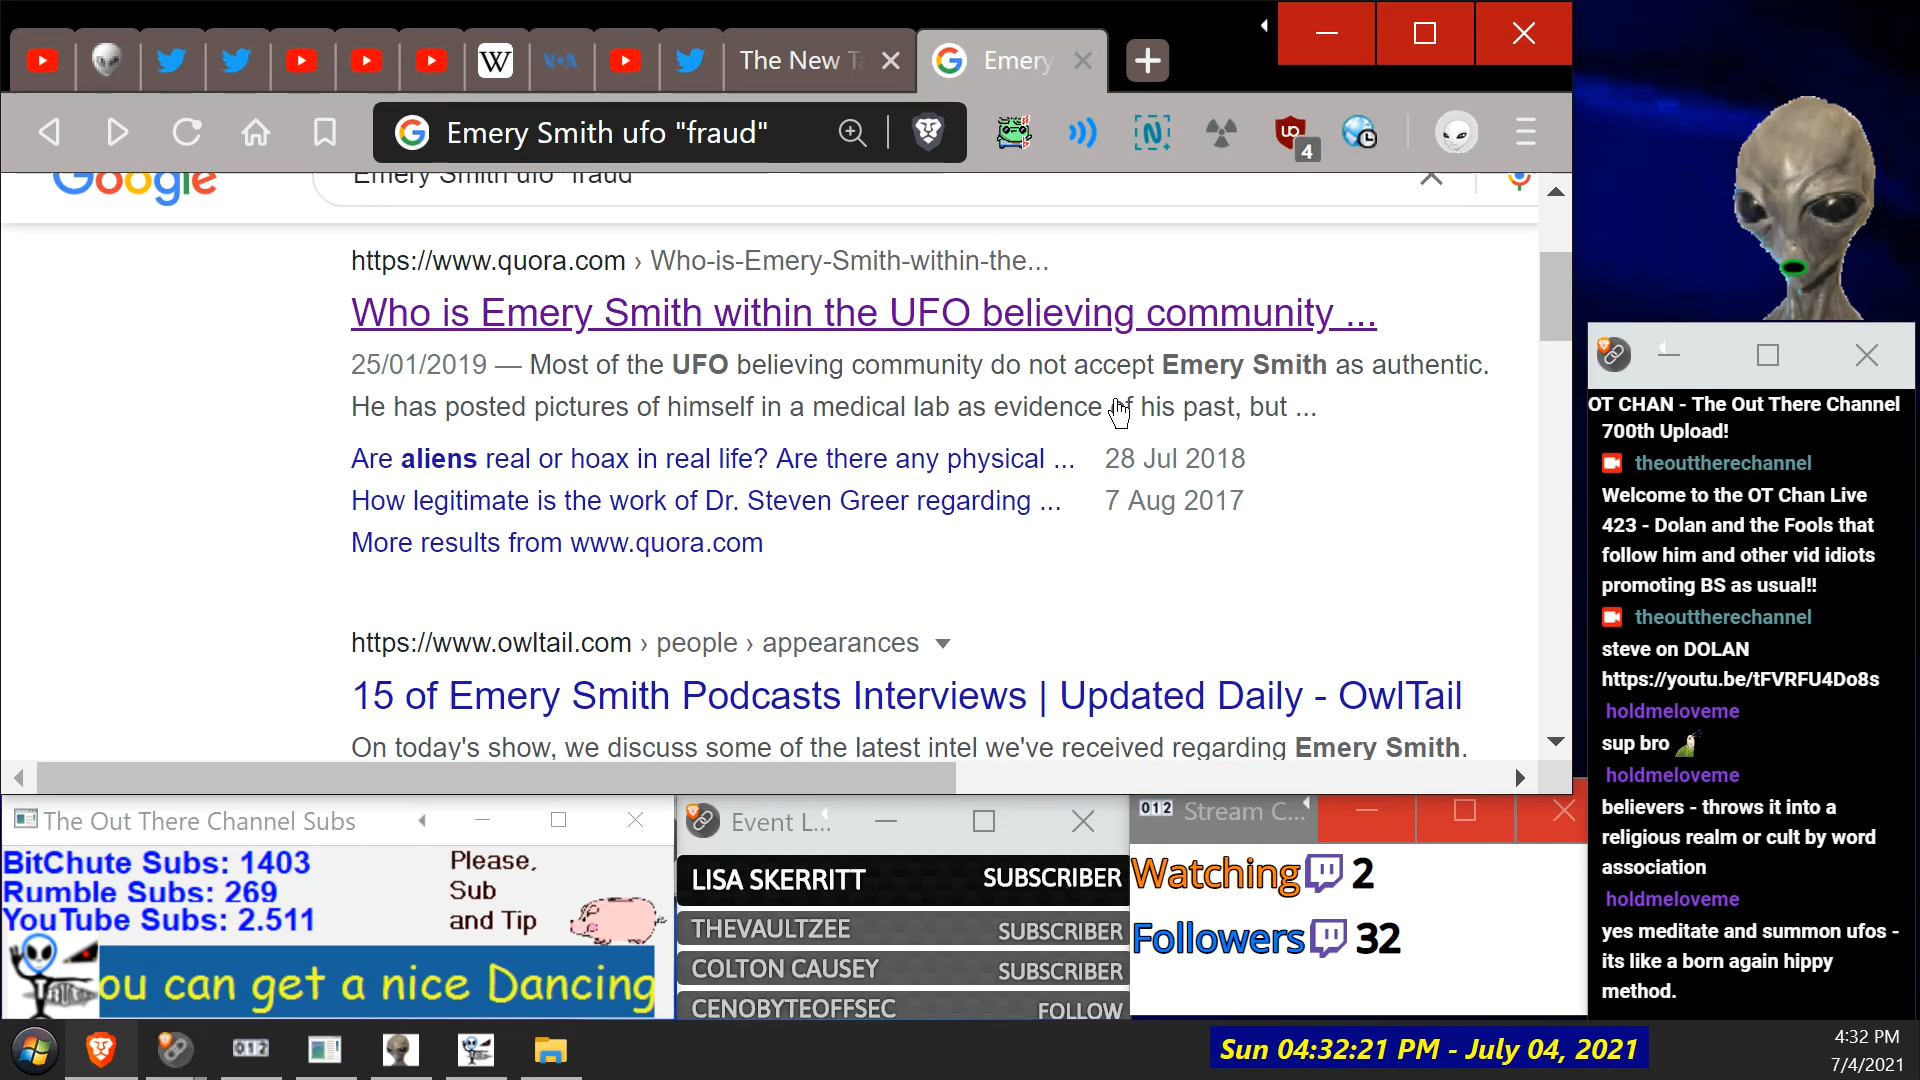 The New T
Emery
Emery Smith ufo "fraud"
4
Google
Emery Smith ufo "fraud"
https://www.quora.com › Who-is-Emery-Smith-within-the...
Who is Emery Smith within the UFO believing community ...
25/01/2019 — Most of the UFO believing community do not accept Emery Smith as authentic.
He has posted pictures of himself in a medical lab as evidence of his past, but ...
Are aliens real or hoax in real life? Are there any physical ... 28 Jul 2018
How legitimate is the work of Dr. Steven Greer regarding ... 7 Aug 2017
More results from www.quora.com
https://www.owltail.com › people › appearances
15 of Emery Smith Podcasts Interviews | Updated Daily - OwlTail
On today's show, we discuss some of the latest intel we've received regarding Emery Smith.
OT CHAN - The Out There Channel
700th Upload!
theouttherechannel
Welcome to the OT Chan Live
423 - Dolan and the Fools that
follow him and other vid idiots
promoting BS as usual!!
theouttherechannel
steve on DOLAN
https://youtu.be/tFVRFU4Do8s
holdmeloveme
sup bro
holdmeloveme
believers - throws it into a
religious realm or cult by word
association
holdmeloveme
yes meditate and summon ufos -
its like a born again hippy
method.
The Out There Channel Subs
BitChute Subs: 1403
Rumble Subs: 269
YouTube Subs: 2.511
Please,
Sub
and Tip
ou can get a nice Dancing
Event L...
LISA SKERRITT SUBSCRIBER
THEVAULTZEE SUBSCRIBER
COLTON CAUSEY SUBSCRIBER
CENOBYTEOFFSEC FOLLOW
012 Stream C...
Watching 2
Followers 32
012
Sun 04:32:21 PM - July 04, 2021
4:32 PM
7/4/2021